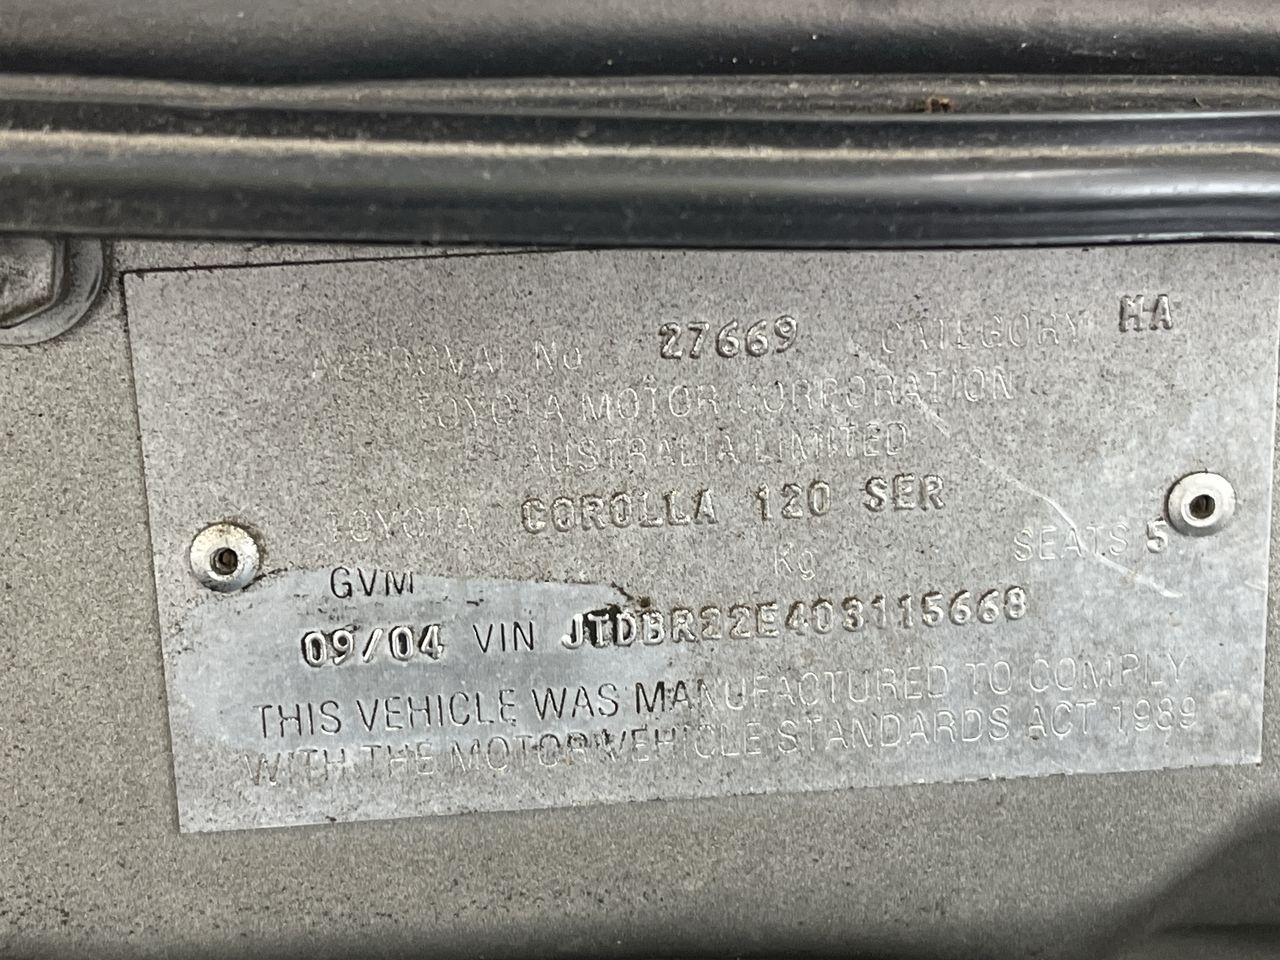 APPROVAL No 27669 CATEGORY MA
TOYOTA MOTOR CORPORATION
AUSTRALIA LIMITED
TOYOTA COROLLA 120 SER
GVM Kg SEATS 5
09/04 VIN JTDBR22E403115668
THIS VEHICLE WAS MANUFACTURED TO COMPLY
WITH THE MOTOR VEHICLE STANDARDS ACT 1989